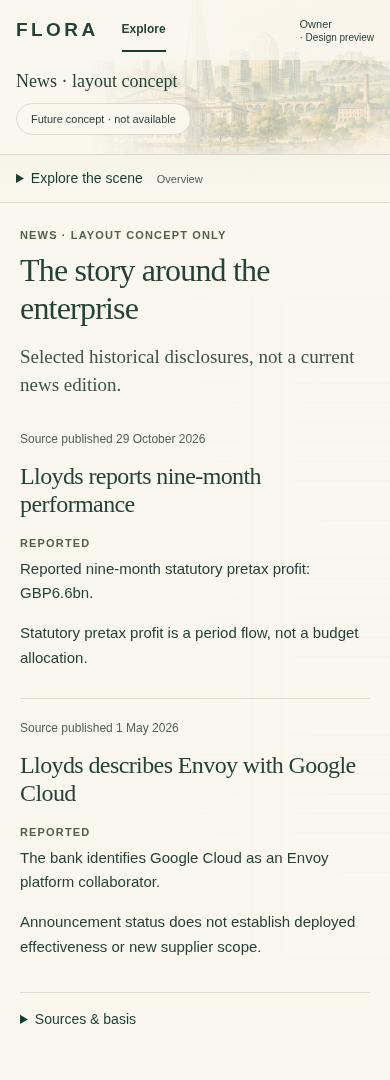 FLORA
Explore
Owner
· Design preview
News · layout concept
Future concept · not available
▶ Explore the scene Overview
NEWS · LAYOUT CONCEPT ONLY
The story around the
enterprise
Selected historical disclosures, not a current
news edition.
Source published 29 October 2026
Lloyds reports nine-month
performance
REPORTED
Reported nine-month statutory pretax profit:
GBP6.6bn.
Statutory pretax profit is a period flow, not a budget
allocation.
Source published 1 May 2026
Lloyds describes Envoy with Google
Cloud
REPORTED
The bank identifies Google Cloud as an Envoy
platform collaborator.
Announcement status does not establish deployed
effectiveness or new supplier scope.
▶ Sources & basis